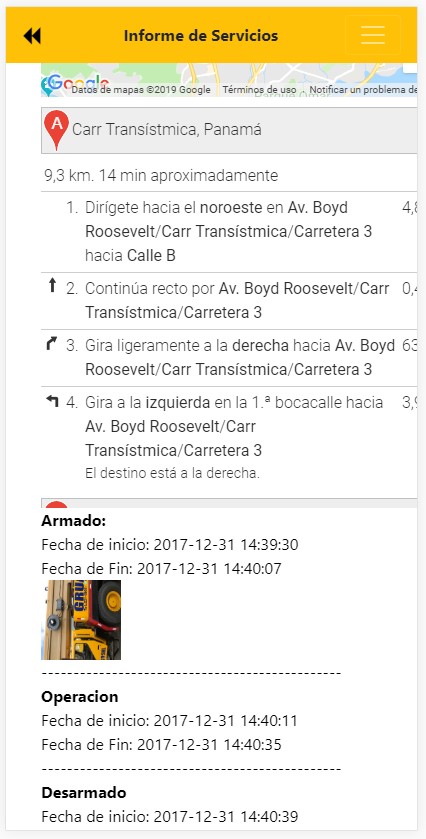 Informe de Servicios
Google
Datos de mapas ©2019 Google
Términos de uso
Notificar un problema de
A
Carr Transístmica, Panamá
9,3 km. 14 min aproximadamente
1. Dirígete hacia el noroeste en Av. Boyd 4,8
Roosevelt/Carr Transístmica/Carretera 3
hacia Calle B
2. Continúa recto por Av. Boyd Roosevelt/Carr 0,4
Transístmica/Carretera 3
3. Gira ligeramente a la derecha hacia Av. Boyd 63
Roosevelt/Carr Transístmica/Carretera 3
4. Gira a la izquierda en la 1.ª bocacalle hacia 3,9
Av. Boyd Roosevelt/Carr
Transístmica/Carretera 3
El destino está a la derecha.
Armado:
Fecha de inicio: 2017-12-31 14:39:30
Fecha de Fin: 2017-12-31 14:40:07
GRU
-----------------------------------------------
Operacion
Fecha de inicio: 2017-12-31 14:40:11
Fecha de Fin: 2017-12-31 14:40:35
-----------------------------------------------
Desarmado
Fecha de inicio: 2017-12-31 14:40:39